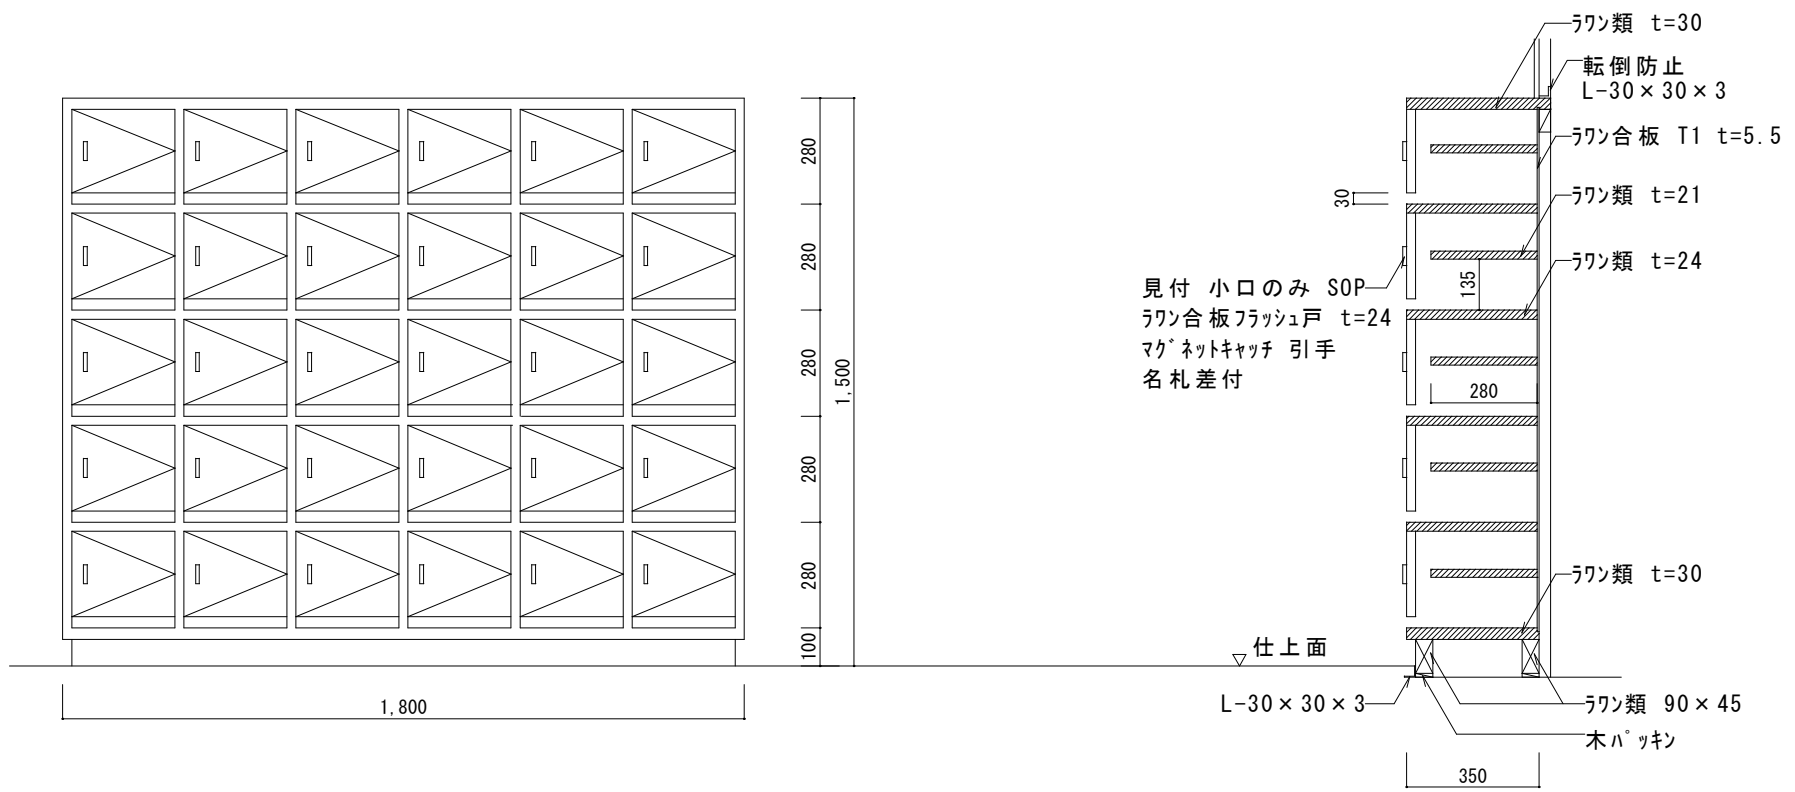 280
280
280
280
280
100
1,500
1,800
ラワン類 t=30
転倒防止
L-30×30×3
ラワン合板 T1 t=5.5
ラワン類 t=21
30
ラワン類 t=24
135
見付 小口のみ SOP
ラワン合板フラッシュ戸 t=24
マグネットキャッチ 引手
名札差付
280
ラワン類 t=30
仕上面
L-30×30×3
ラワン類 90×45
木パッキン
350